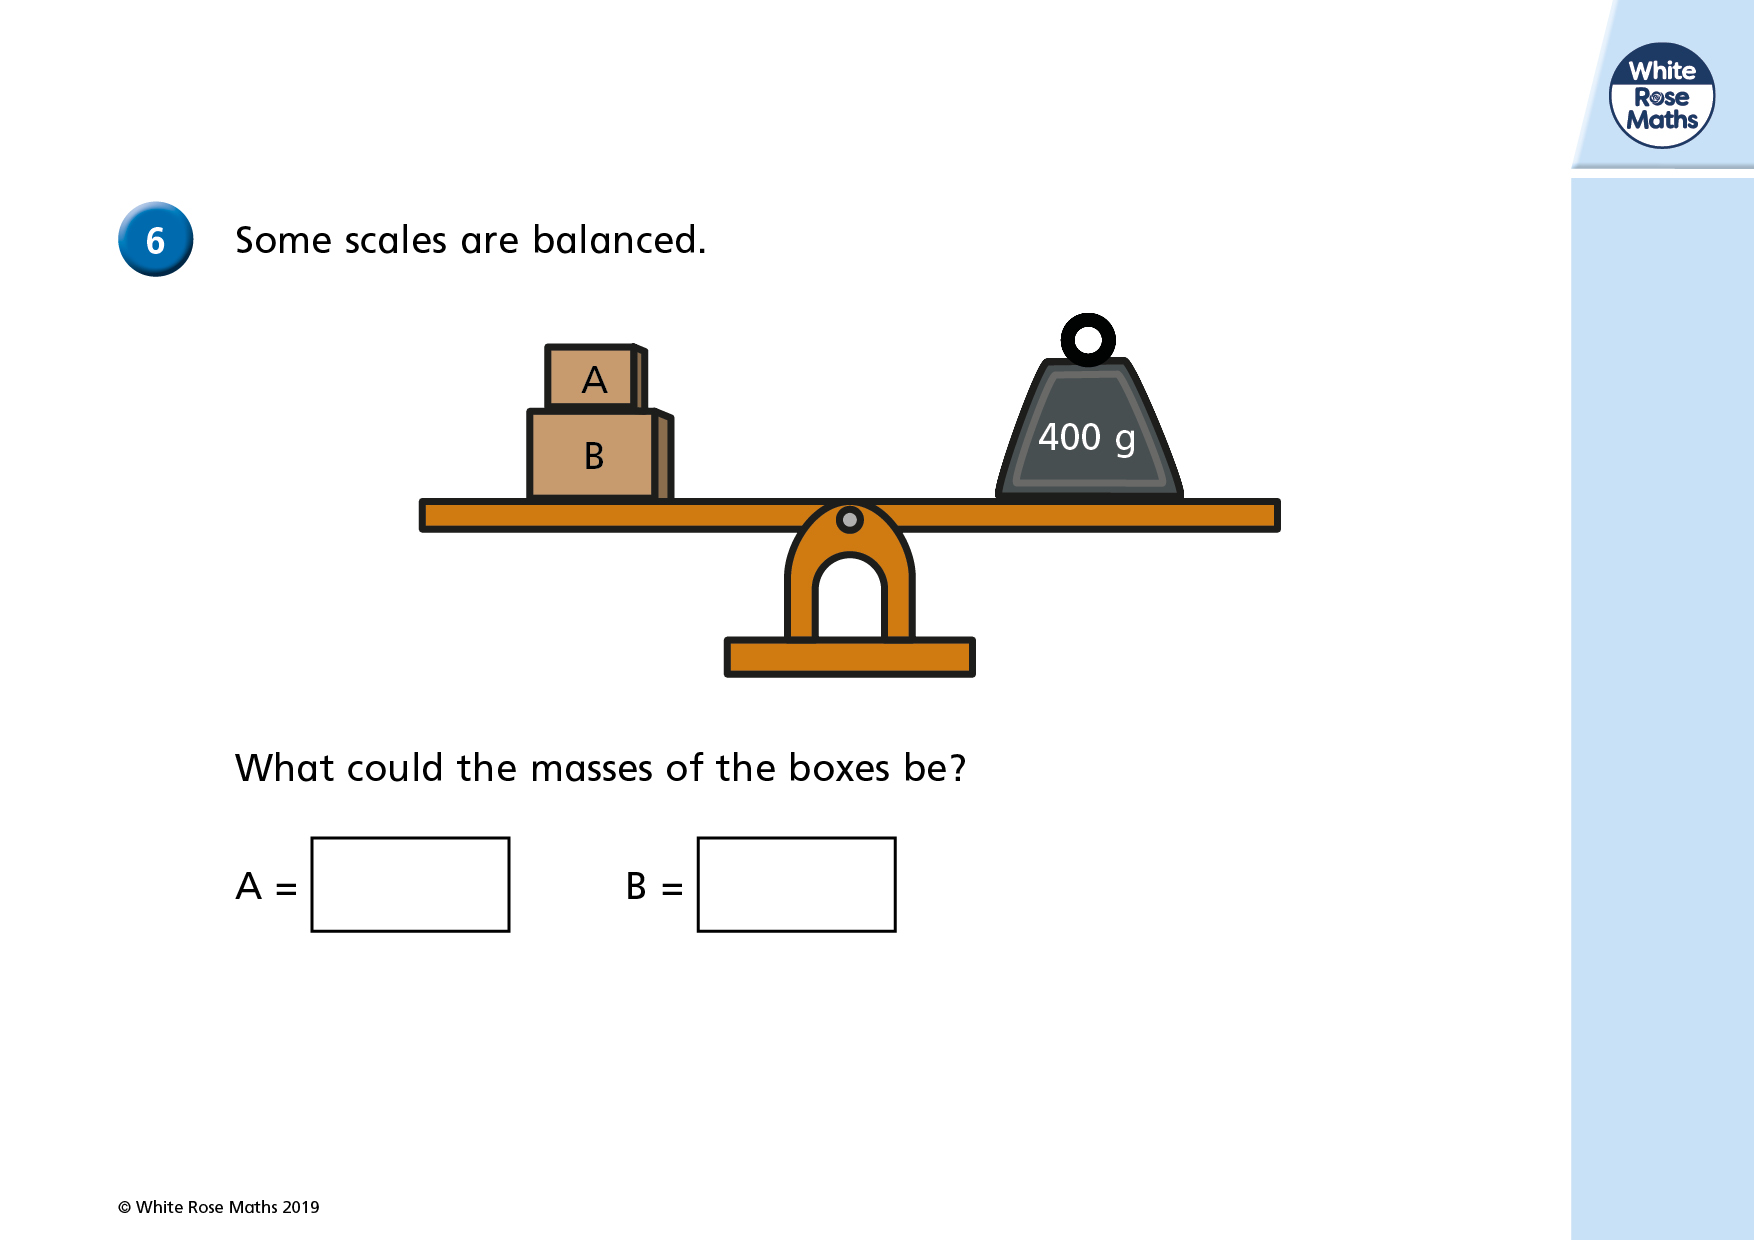 White
Rose
Maths
6 Some scales are balanced.
A
B
400 g
What could the masses of the boxes be?
A = B =
© White Rose Maths 2019